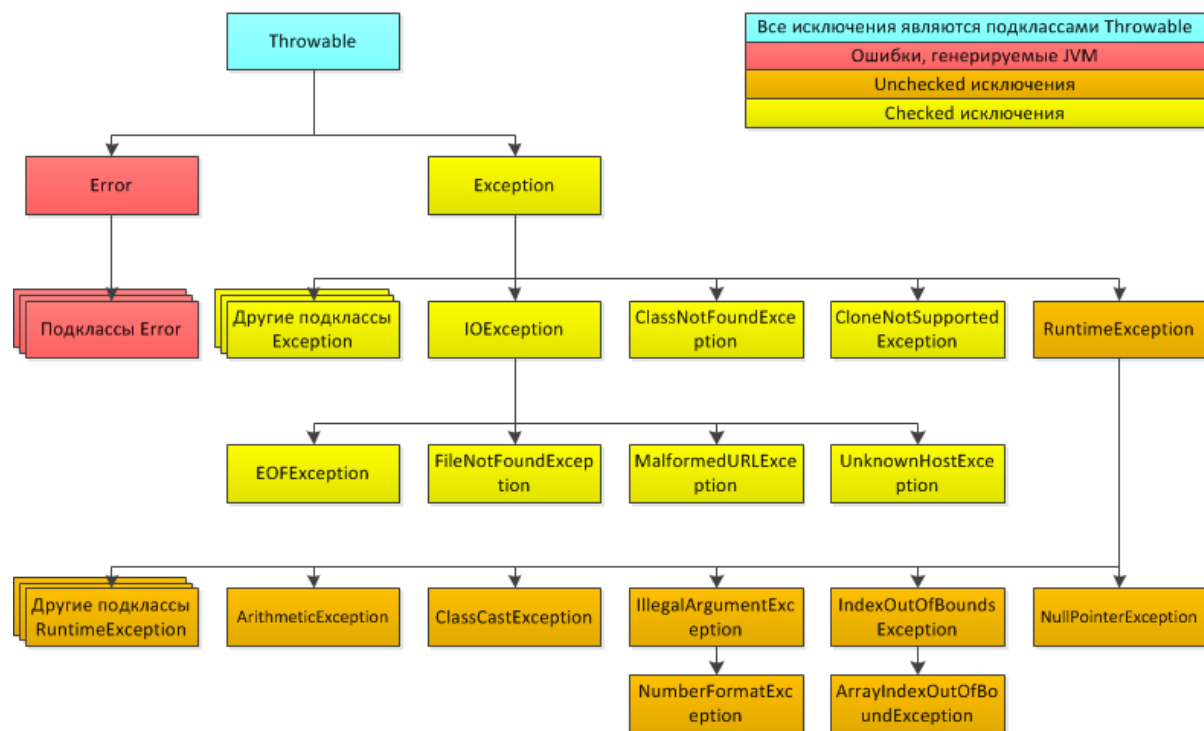 Throwable
Все исключения являются подклассами Throwable
Ошибки, генерируемые JVM
Unchecked исключения
Checked исключения
Error
Exception
Подклассы Error
Другие подклассы
Exception
IOException
ClassNotFoundExce
ption
CloneNotSupported
Exception
RuntimeException
EOFException
FileNotFoundExcep
tion
MalformedURLExce
ption
UnknownHostExce
ption
Другие подклассы
RuntimeException
ArithmeticException
ClassCastException
IllegalArgumentExc
eption
IndexOutOfBounds
Exception
NullPointerException
NumberFormatExc
eption
ArrayIndexOutOfBo
undException